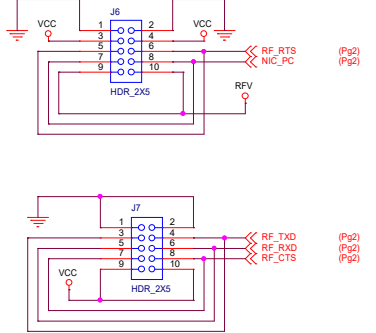 J6
VCC
1
2
VCC
3
4
5
6
RF_RTS
(Pg2)
7
8
NIC_PC
(Pg2)
9
10
RFV
HDR_2X5
J7
1
2
3
4
RF_TXD
(Pg2)
5
6
RF_RXD
(Pg2)
7
8
RF_CTS
(Pg2)
VCC
9
10
HDR_2X5